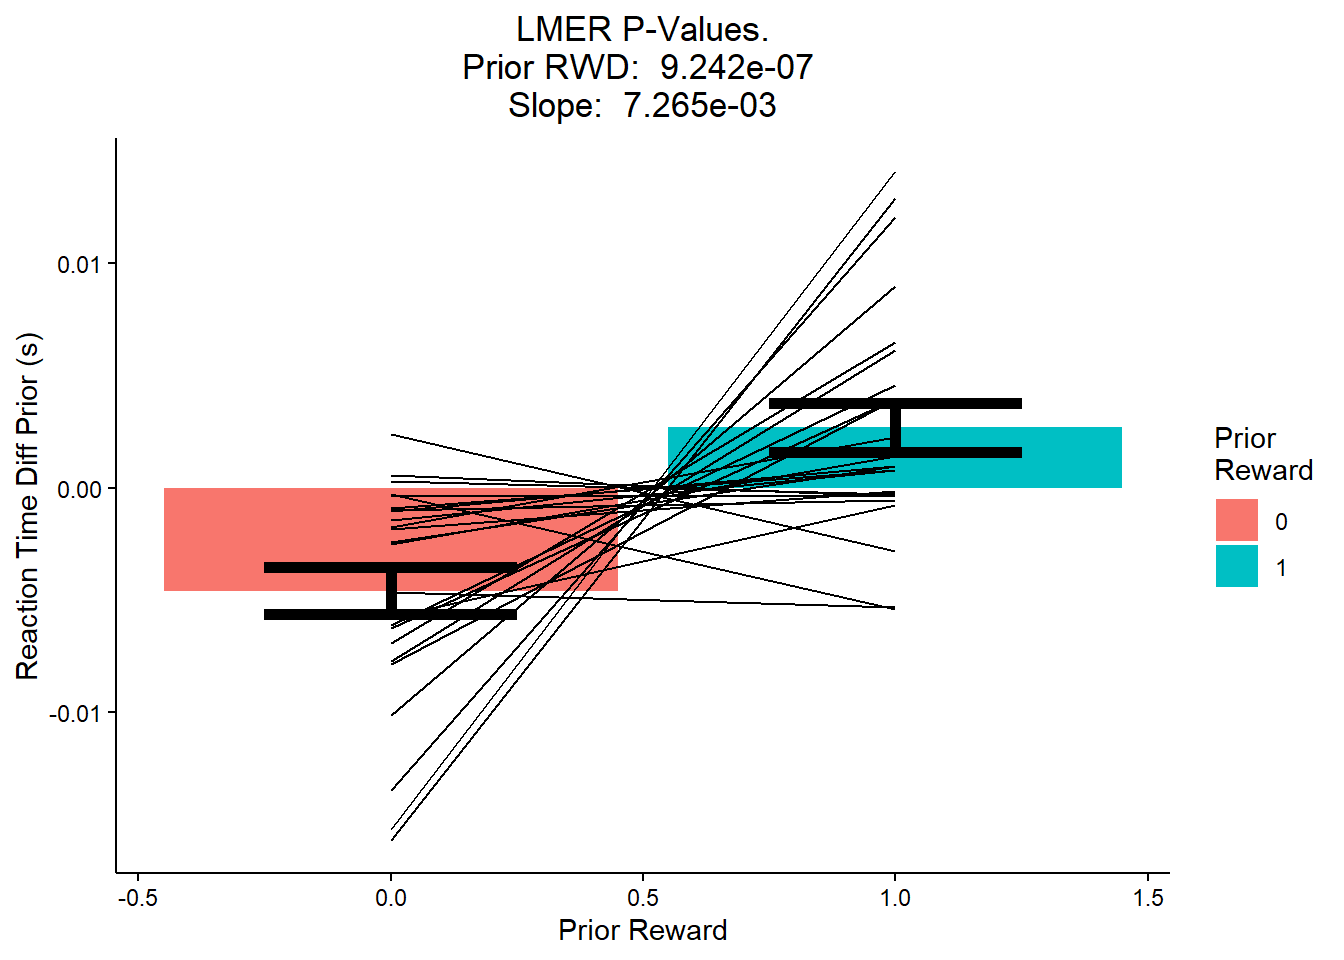 LMER P-Values.
Prior RWD:  9.242e-07
Slope:  7.265e-03
Reaction Time Diff Prior (s)
0.01
0.00
-0.01
-0.5
0.0
0.5
1.0
1.5
Prior Reward
Prior
Reward
0
1